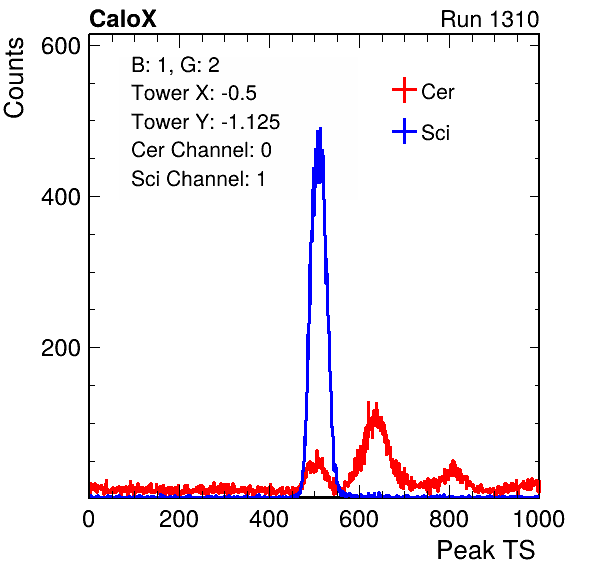 CaloX Run 1310
Counts
600
400
200
B: 1, G: 2
Tower X: -0.5
Tower Y: -1.125
Cer Channel: 0
Sci Channel: 1
Cer
Sci
0 200 400 600 800 1000
Peak TS